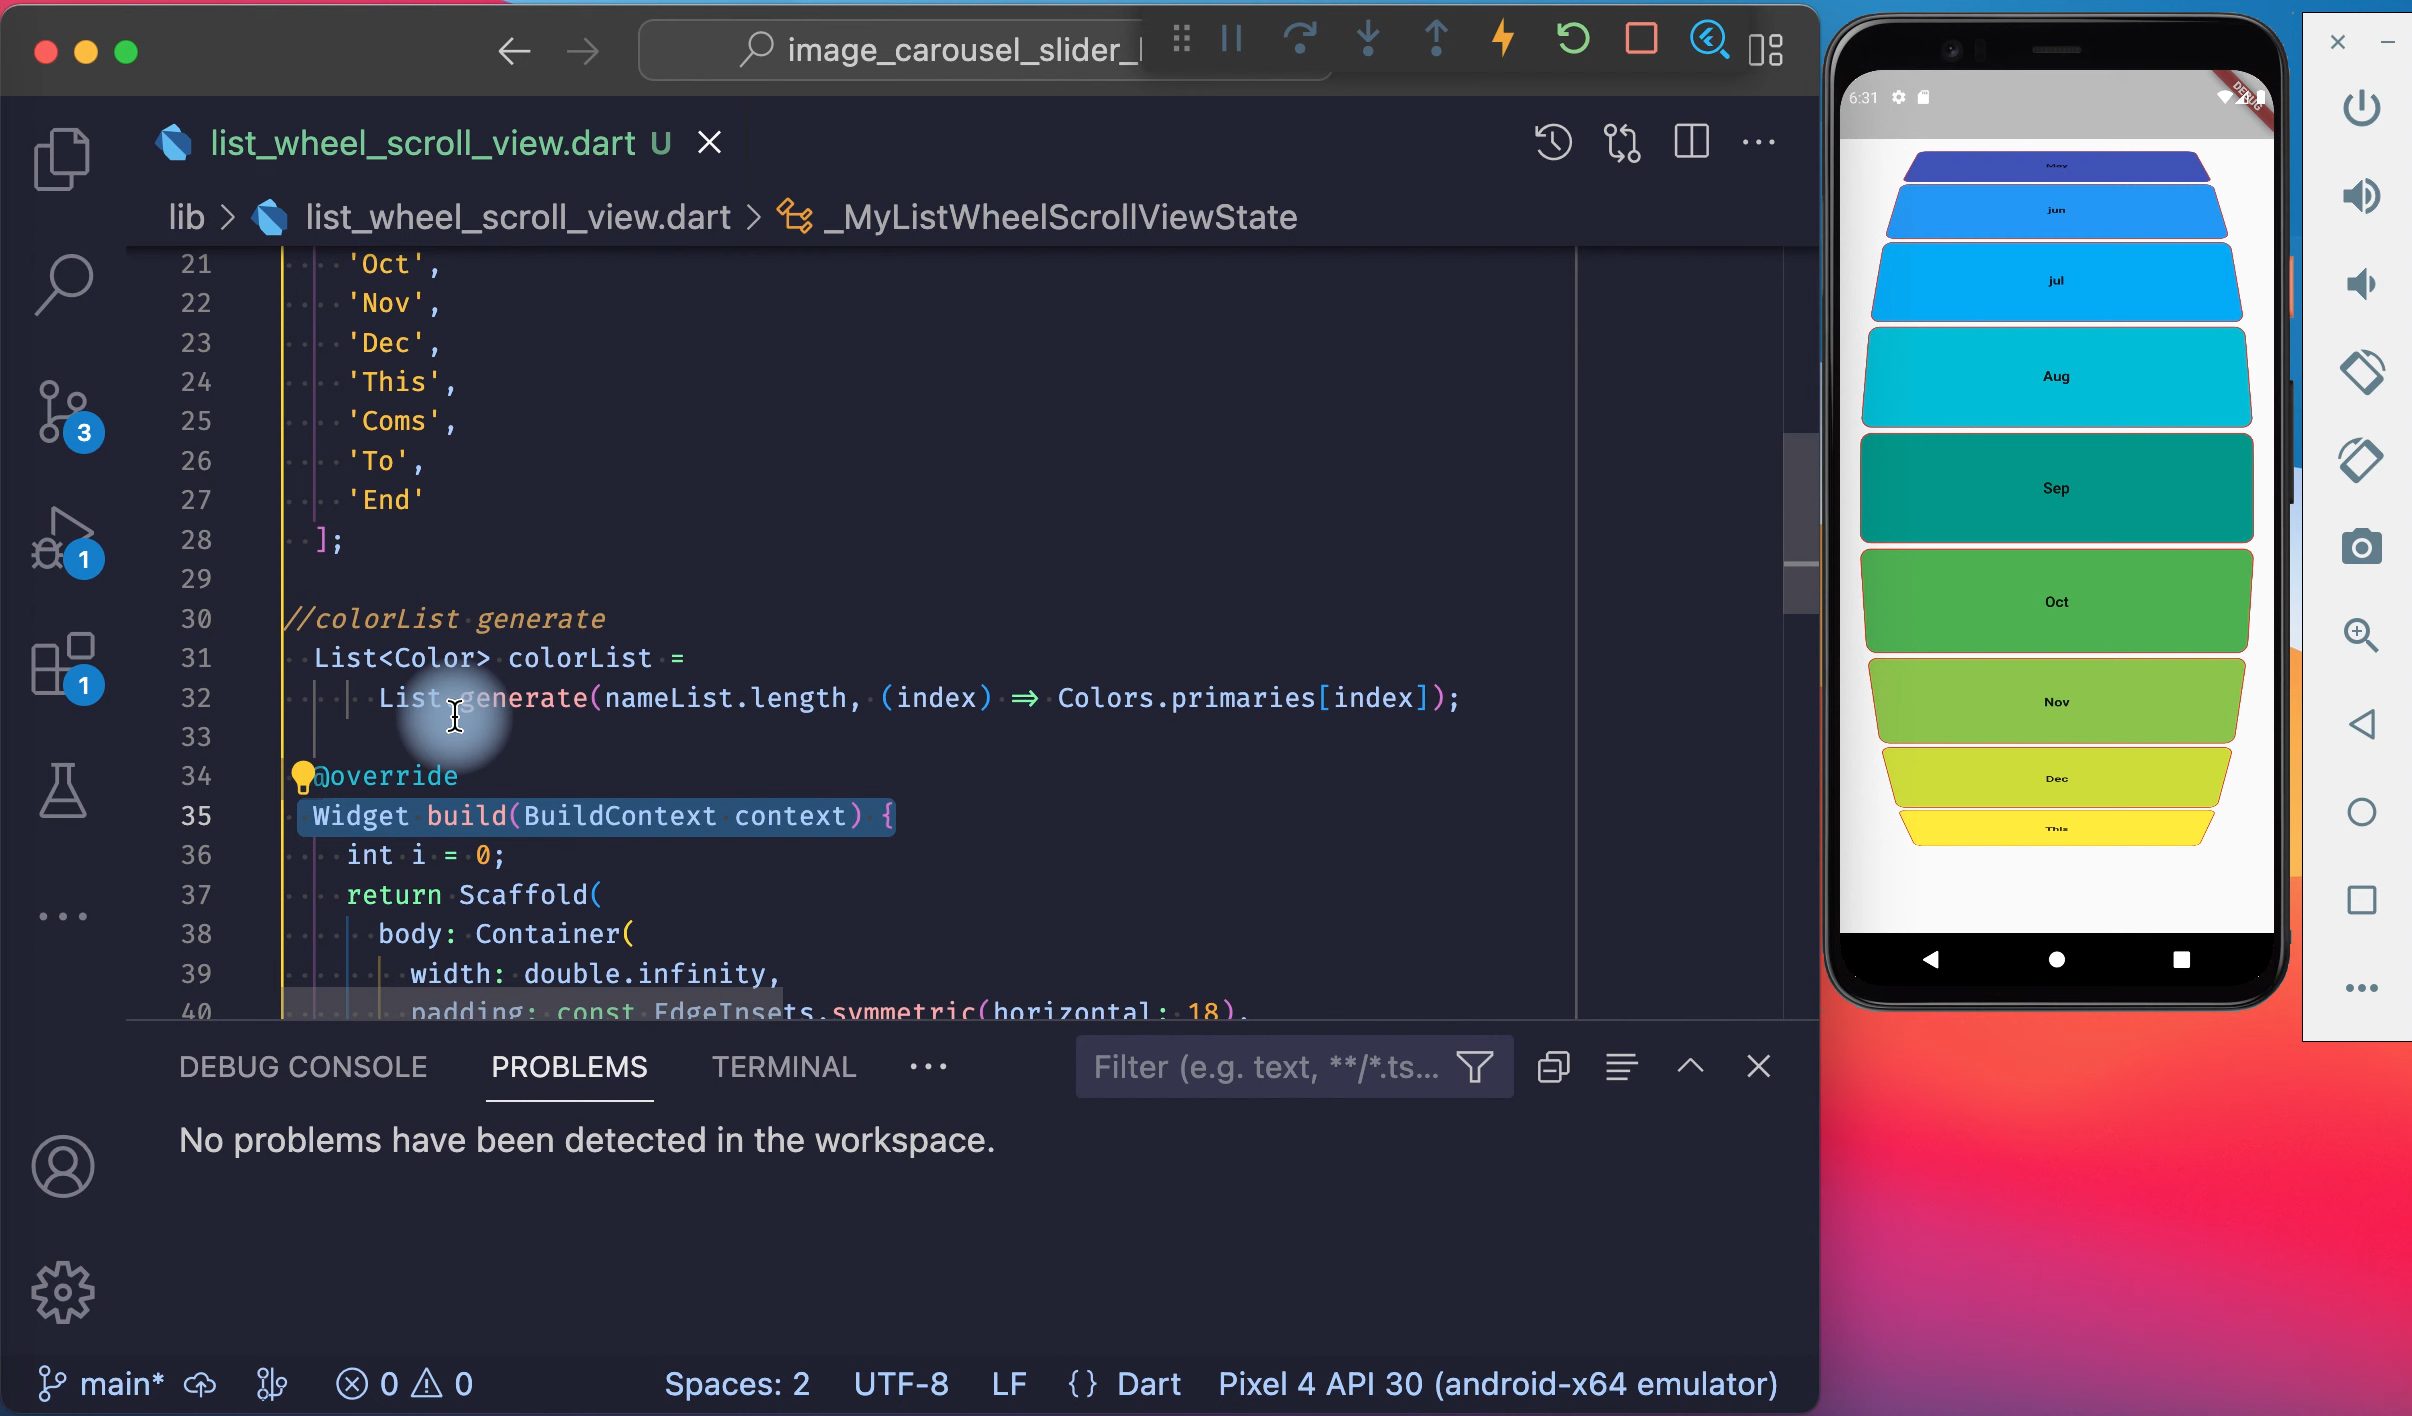 image_carousel_slider_
list_wheel_scroll_view.dart U
lib > list_wheel_scroll_view.dart > _MyListWheelScrollViewState
21 'Oct',
22 'Nov',
23 'Dec',
24 'This',
25 'Coms',
26 'To',
27 'End'
28 ];
29
30 //colorList generate
31 List<Color> colorList =
32 List.generate(nameList.length, (index) => Colors.primaries[index]);
33
34 @override
35 Widget build(BuildContext context) {
36 int i = 0;
37 return Scaffold(
38 body: Container(
39 width: double.infinity,
40 padding: const EdgeInsets.symmetric(horizontal: 18),
3
1
1
DEBUG CONSOLE PROBLEMS TERMINAL
Filter (e.g. text, **/*.ts...
No problems have been detected in the workspace.
main* 0 0 Spaces: 2 UTF-8 LF {} Dart Pixel 4 API 30 (android-x64 emulator)
6:31
DEBUG
May
jun
jul
Aug
Sep
Oct
Nov
Dec
This